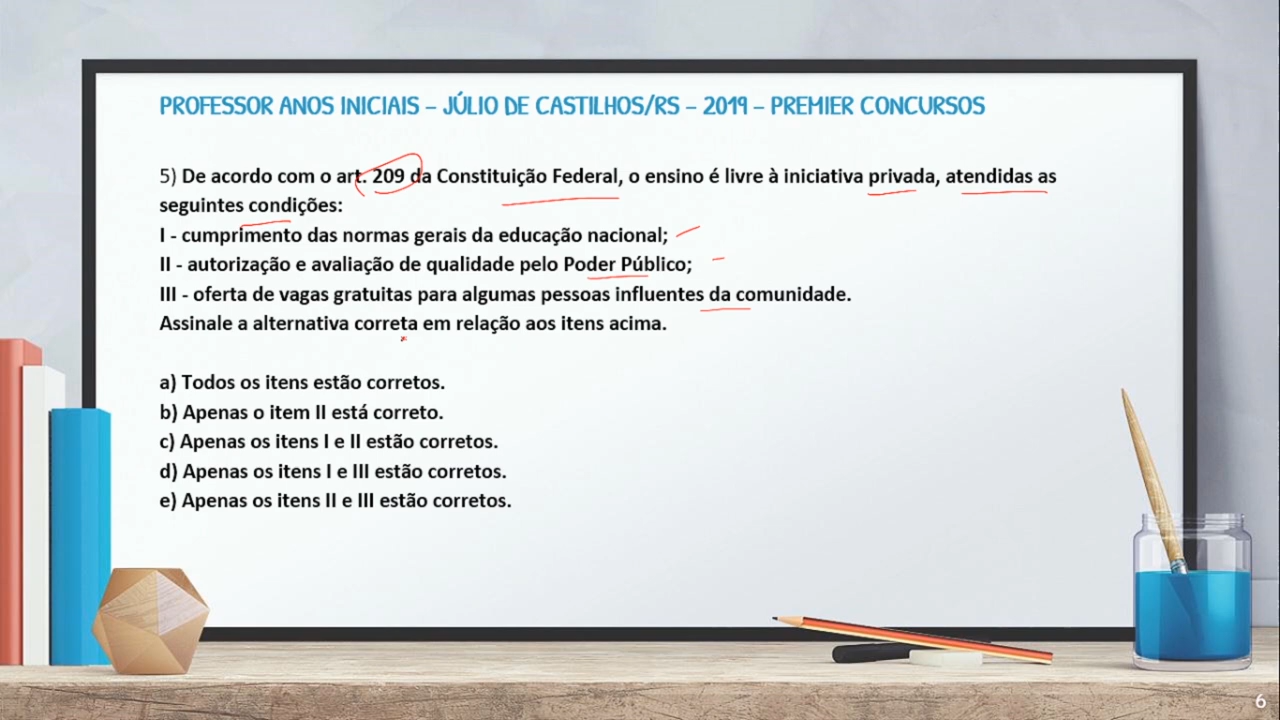 PROFESSOR ANOS INICIAIS – JÚLIO DE CASTILHOS/RS – 2019 – PREMIER CONCURSOS
5) De acordo com o art. 209 da Constituição Federal, o ensino é livre à iniciativa privada, atendidas as
seguintes condições:
I - cumprimento das normas gerais da educação nacional;
II - autorização e avaliação de qualidade pelo Poder Público;
III - oferta de vagas gratuitas para algumas pessoas influentes da comunidade.
Assinale a alternativa correta em relação aos itens acima.
a) Todos os itens estão corretos.
b) Apenas o item II está correto.
c) Apenas os itens I e II estão corretos.
d) Apenas os itens I e III estão corretos.
e) Apenas os itens II e III estão corretos.
6